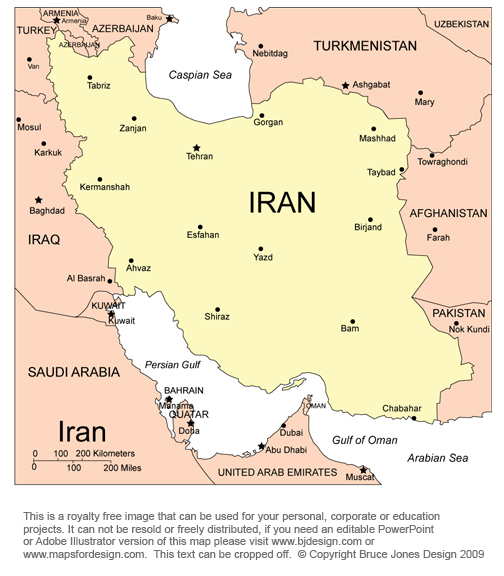 ARMENIA
Armenia
TURKEY
AZERBAIJAN
AZERBAIJAN
Baku
UZBEKISTAN
Van
Tabriz
Caspian Sea
Nebitdag
TURKMENISTAN
Ashgabat
Mary
Mosul
Karkuk
Zanjan
Gorgan
Mashhad
Tehran
Taybad
Towraghondi
Kermanshah
Baghdad
IRAN
IRAQ
Esfahan
Yazd
Birjand
AFGHANISTAN
Farah
Al Basrah
Ahvaz
KUWAIT
Kuwait
Shiraz
Bam
PAKISTAN
Nok Kundi
SAUDI ARABIA
Persian Gulf
BAHRAIN
Manama
QUATAR
Doha
OMAN
Chabahar
Iran
Dubai
Gulf of Oman
Abu Dhabi
Arabian Sea
0 100 200 Kilometers
0 100 200 Miles
UNITED ARAB EMIRATES
Muscat
This is a royalty free image that can be used for your personal, corporate or education
projects. It can not be resold or freely distributed, if you need an editable PowerPoint
or Adobe Illustrator version of this map please visit www.bjdesign.com or
www.mapsfordesign.com. This text can be cropped off. © Copyright Bruce Jones Design 2009